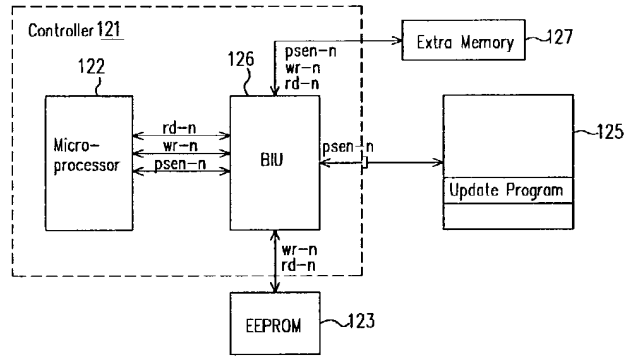 Controller 121
psen-n
wr-n
rd-n
Extra Memory
127
122
126
125
Micro-
processor
rd-n
wr-n
psen-n
BIU
psen-n
Update Program
wr-n
rd-n
EEPROM
123